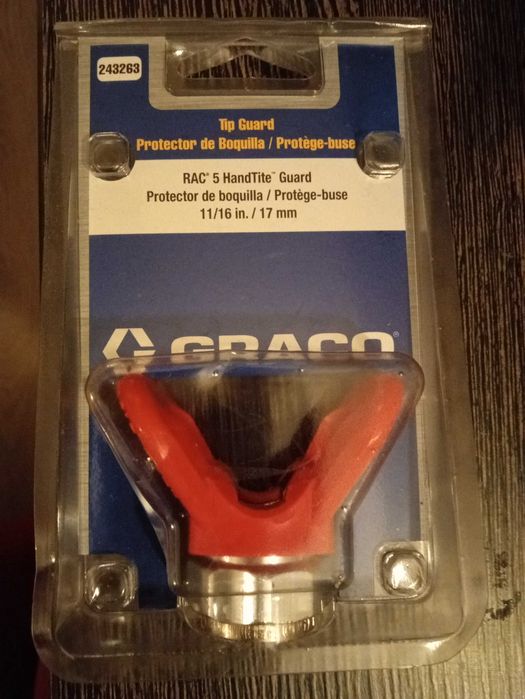 243263
Tip Guard
Protector de Boquilla / Protège-buse
RAC® 5 HandTite™ Guard
Protector de boquilla / Protège-buse
11/16 in. / 17 mm
GRACO®